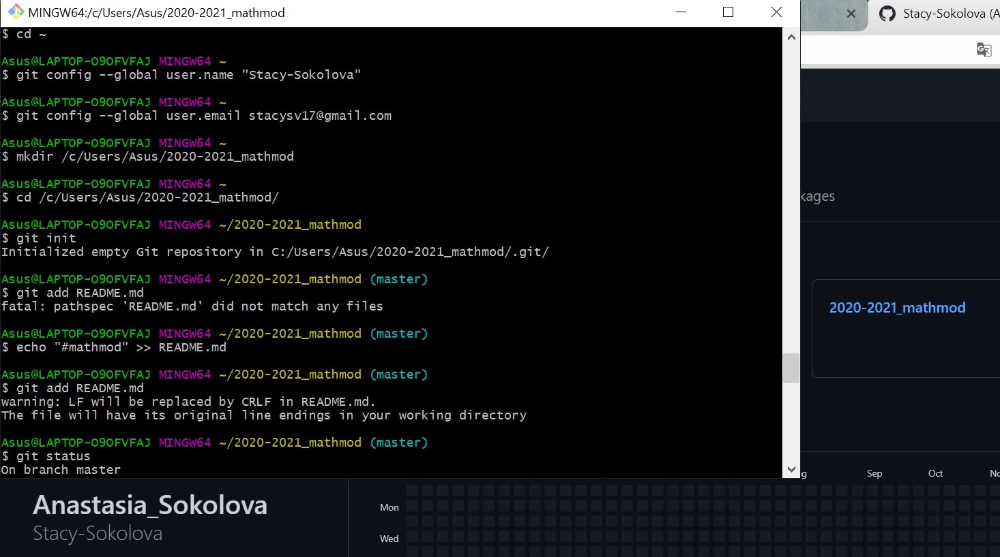 MINGW64:/c/Users/Asus/2020-2021_mathmod
Stacy-Sokolova (A
$ cd ~
Asus@LAPTOP-O9OFVFAJ MINGW64 ~
$ git config --global user.name "Stacy-Sokolova"
Asus@LAPTOP-O9OFVFAJ MINGW64 ~
$ git config --global user.email stacysv17@gmail.com
Asus@LAPTOP-O9OFVFAJ MINGW64 ~
$ mkdir /c/Users/Asus/2020-2021_mathmod
Asus@LAPTOP-O9OFVFAJ MINGW64 ~
$ cd /c/Users/Asus/2020-2021_mathmod/
Asus@LAPTOP-O9OFVFAJ MINGW64 ~/2020-2021_mathmod
$ git init
Initialized empty Git repository in C:/Users/Asus/2020-2021_mathmod/.git/
Asus@LAPTOP-O9OFVFAJ MINGW64 ~/2020-2021_mathmod (master)
$ git add README.md
fatal: pathspec 'README.md' did not match any files
Asus@LAPTOP-O9OFVFAJ MINGW64 ~/2020-2021_mathmod (master)
$ echo "#mathmod" >> README.md
Asus@LAPTOP-O9OFVFAJ MINGW64 ~/2020-2021_mathmod (master)
$ git add README.md
warning: LF will be replaced by CRLF in README.md.
The file will have its original line endings in your working directory
Asus@LAPTOP-O9OFVFAJ MINGW64 ~/2020-2021_mathmod (master)
$ git status
On branch master
kages
2020-2021_mathmod
g Sep Oct No
Anastasia_Sokolova
Stacy-Sokolova
Mon
Wed